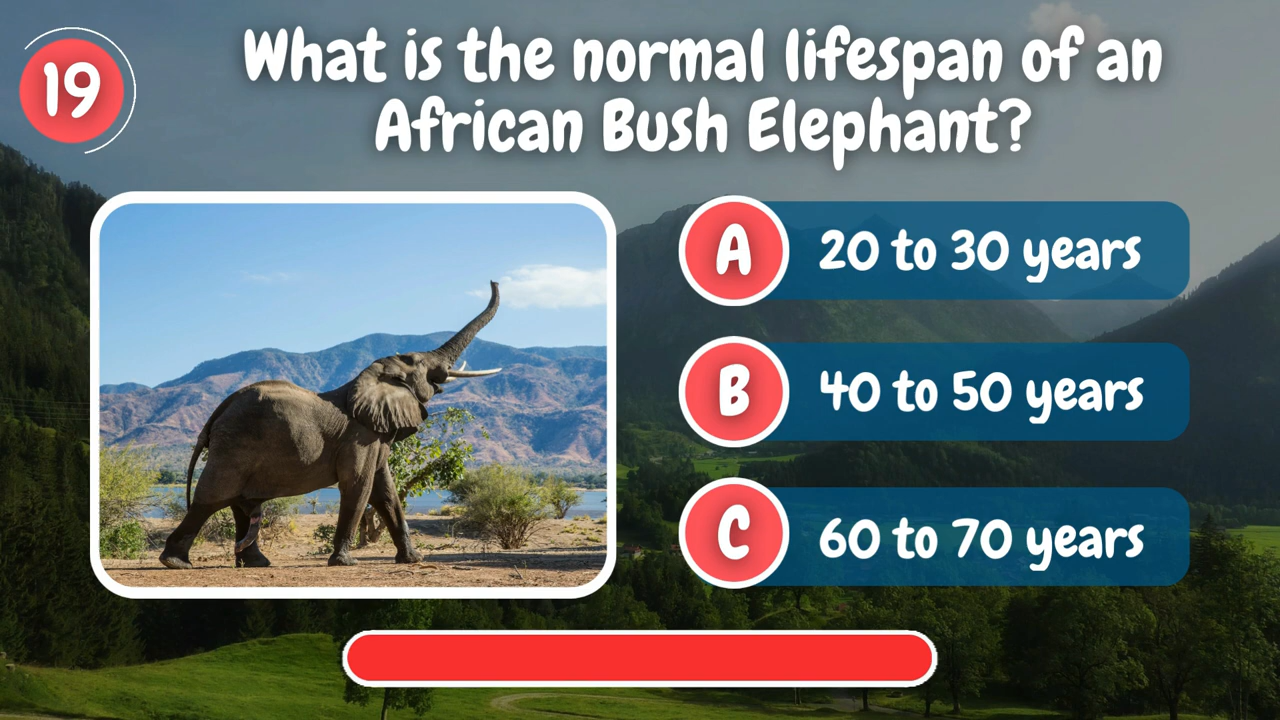 19
What is the normal lifespan of an
African Bush Elephant?
A 20 to 30 years
B 40 to 50 years
C 60 to 70 years